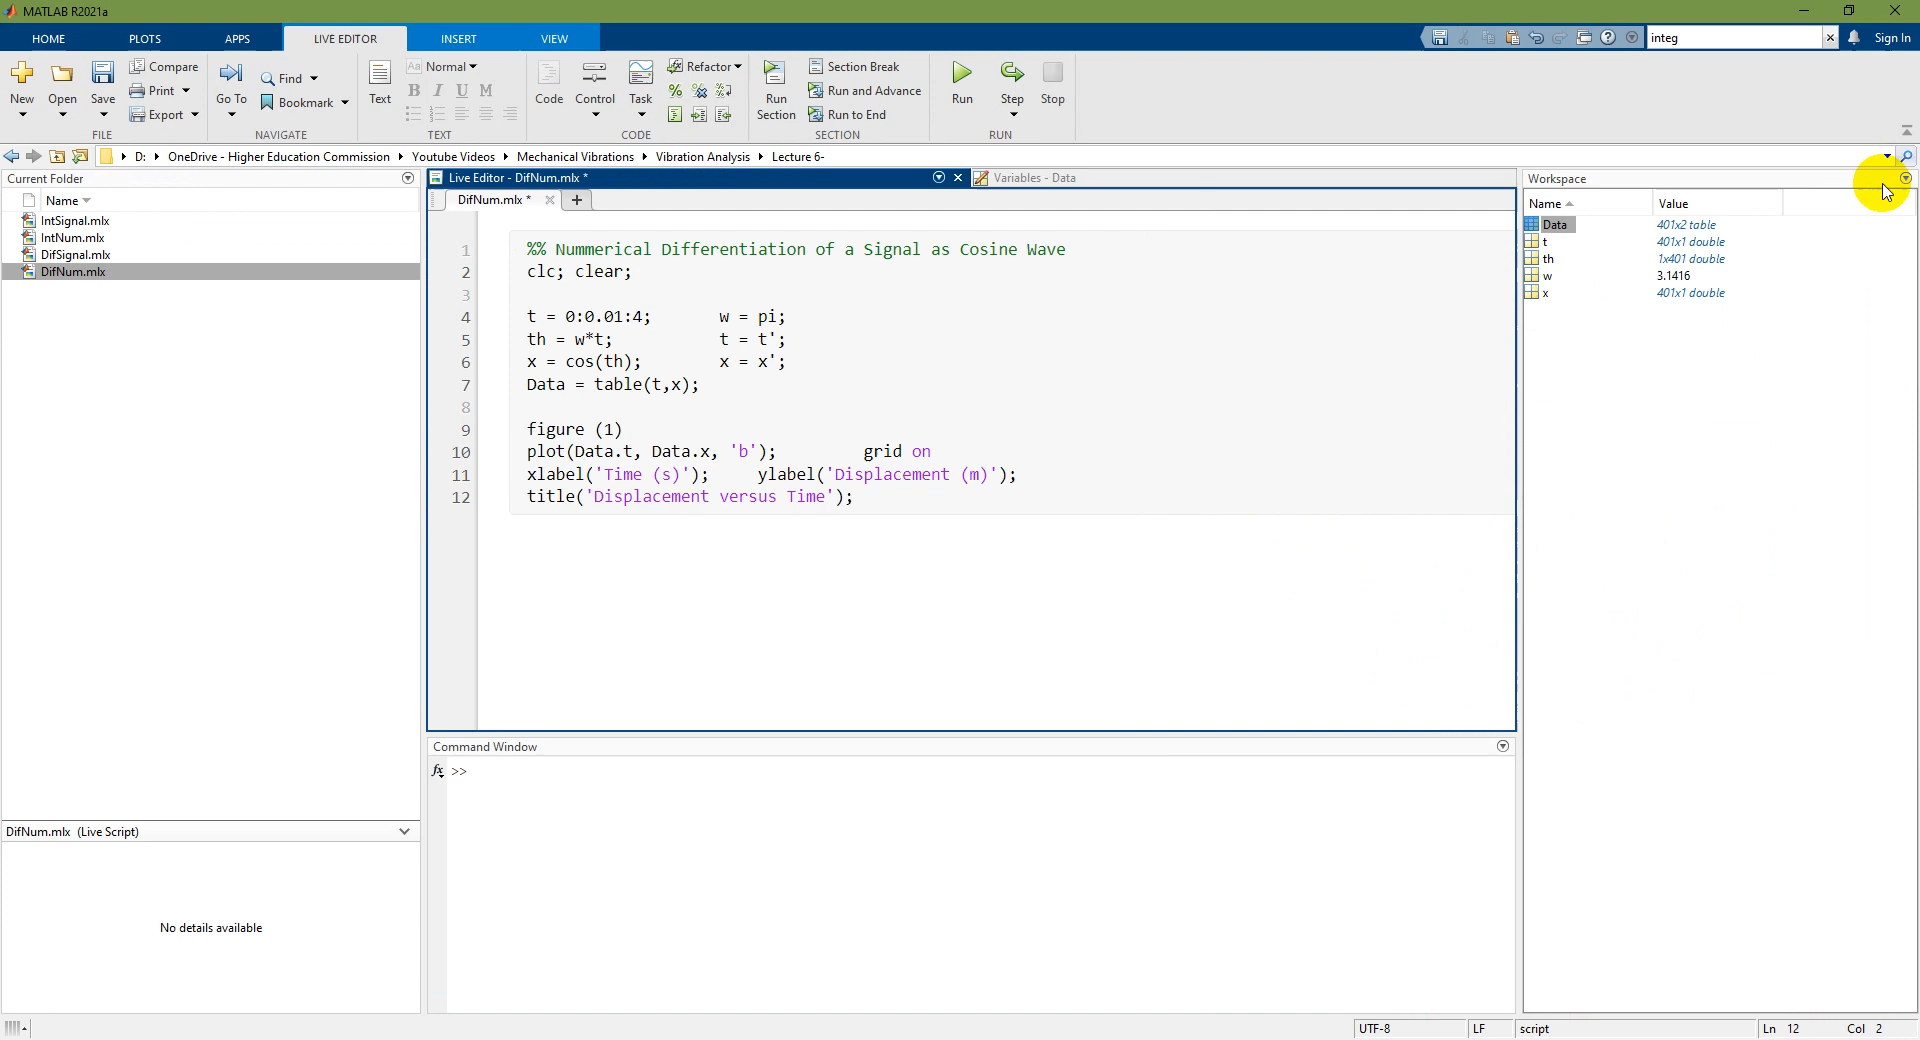 MATLAB R2021a
HOME PLOTS APPS LIVE EDITOR INSERT VIEW
integ
Sign In
New Open Save
Compare
Print
Export
FILE
Go To
Find
Bookmark
NAVIGATE
Text
Aa Normal
B I U M
TEXT
Code Control Task
Refactor
CODE
Run Section
Section Break
Run and Advance
Run to End
SECTION
Run Step Stop
RUN
D: OneDrive - Higher Education Commission Youtube Videos Mechanical Vibrations Vibration Analysis Lecture 6-
Current Folder
Name
IntSignal.mlx
IntNum.mlx
DifSignal.mlx
DifNum.mlx
DifNum.mlx (Live Script)
No details available
Live Editor - DifNum.mlx *
Variables - Data
DifNum.mlx *
1 %% Nummerical Differentiation of a Signal as Cosine Wave
2 clc; clear;
3
4 t = 0:0.01:4; w = pi;
5 th = w*t; t = t';
6 x = cos(th); x = x';
7 Data = table(t,x);
8
9 figure (1)
10 plot(Data.t, Data.x, 'b'); grid on
11 xlabel('Time (s)'); ylabel('Displacement (m)');
12 title('Displacement versus Time');
Command Window
fx >>
Workspace
Name Value
Data 401x2 table
t 401x1 double
th 1x401 double
w 3.1416
x 401x1 double
UTF-8 LF script Ln 12 Col 2